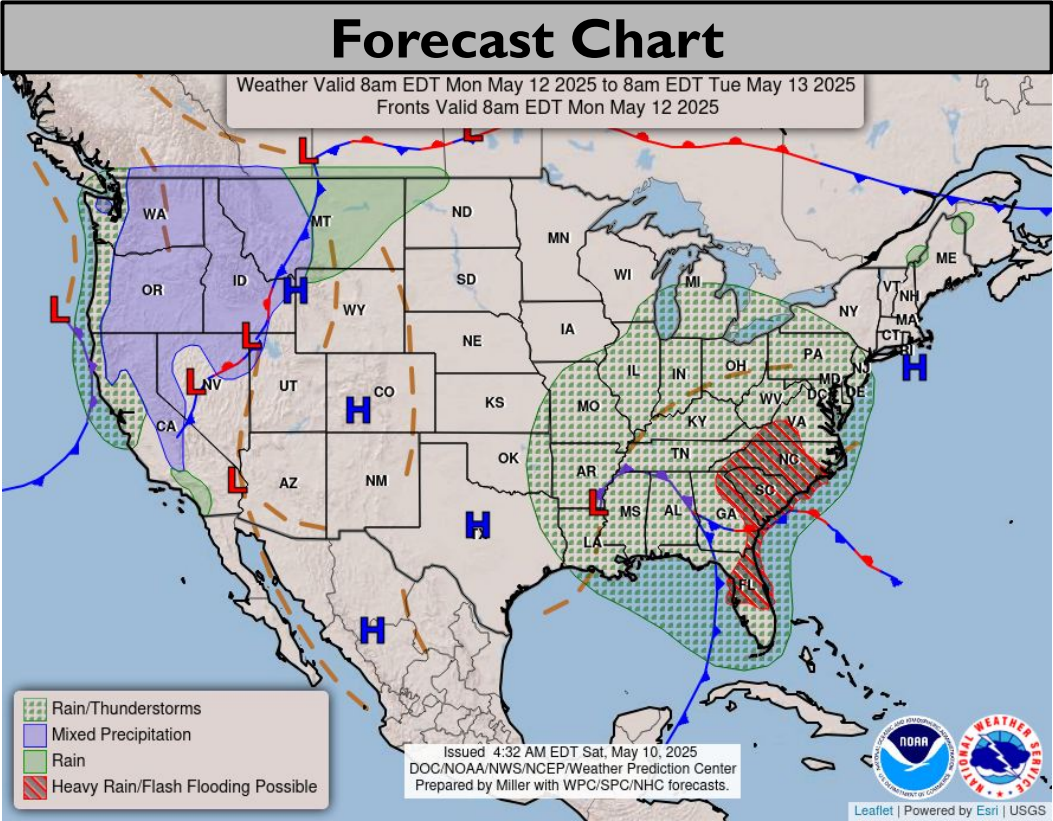 Forecast Chart
Weather Valid 8am EDT Mon May 12 2025 to 8am EDT Tue May 13 2025
Fronts Valid 8am EDT Mon May 12 2025
L
L
WA
MT
ND
MN
OR
ID
H
SD
WI
MI
ME
VT
NH
NY
MA
CT
RI
L
WY
L
NE
IA
H
L
NV
UT
CO
H
KS
IL
IN
OH
PA
NJ
MD
DC
DE
CA
MO
KY
WV
VA
L
AZ
NM
OK
AR
TN
NC
SC
H
TX
L
MS
AL
GA
LA
FL
H
Rain/Thunderstorms
Mixed Precipitation
Rain
Heavy Rain/Flash Flooding Possible
Issued 4:32 AM EDT Sat, May 10, 2025
DOC/NOAA/NWS/NCEP/Weather Prediction Center
Prepared by Miller with WPC/SPC/NHC forecasts.
NOAA
NATIONAL WEATHER SERVICE
Leaflet | Powered by Esri | USGS